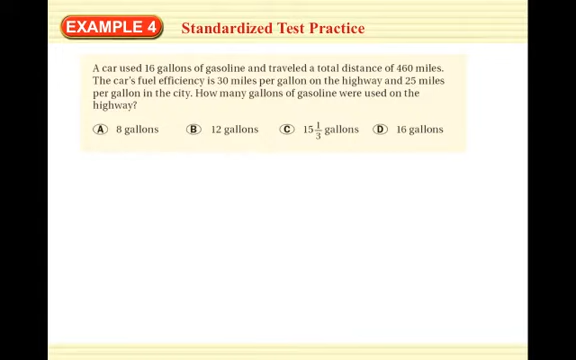 EXAMPLE 4 Standardized Test Practice
A car used 16 gallons of gasoline and traveled a total distance of 460 miles.
The car's fuel efficiency is 30 miles per gallon on the highway and 25 miles
per gallon in the city. How many gallons of gasoline were used on the
highway?
A 8 gallons B 12 gallons C 15 1/3 gallons D 16 gallons